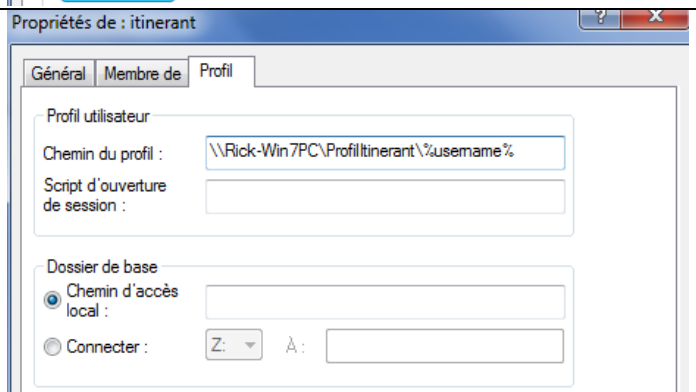 Propriétés de : itinerant
Général Membre de Profil
Profil utilisateur
Chemin du profil : \\Rick-Win7PC\ProfilItinerant\%username%
Script d'ouverture
de session :
Dossier de base
Chemin d'accès
local :
Connecter : Z: À :